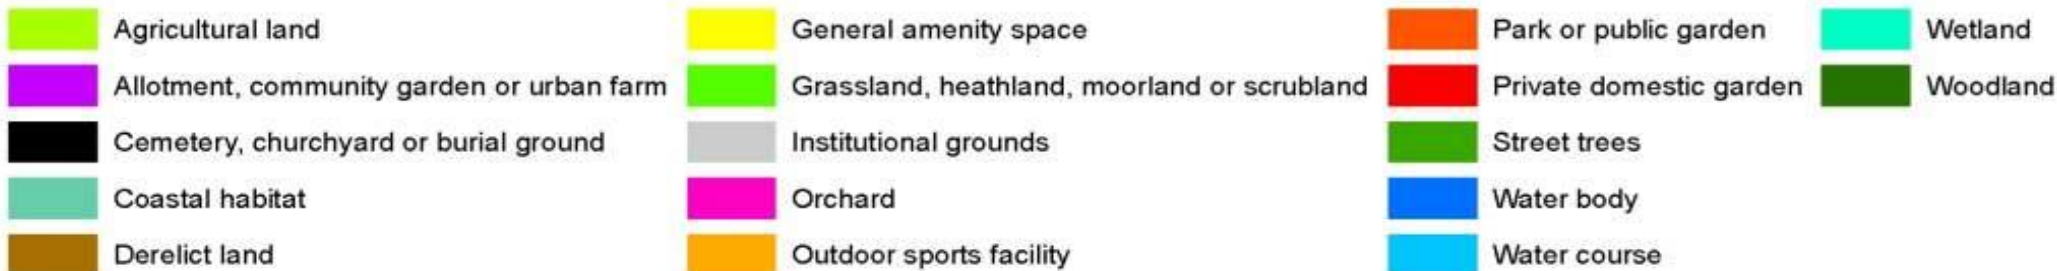 Agricultural land
Allotment, community garden or urban farm
Cemetery, churchyard or burial ground
Coastal habitat
Derelict land
General amenity space
Grassland, heathland, moorland or scrubland
Institutional grounds
Orchard
Outdoor sports facility
Park or public garden
Private domestic garden
Street trees
Water body
Water course
Wetland
Woodland